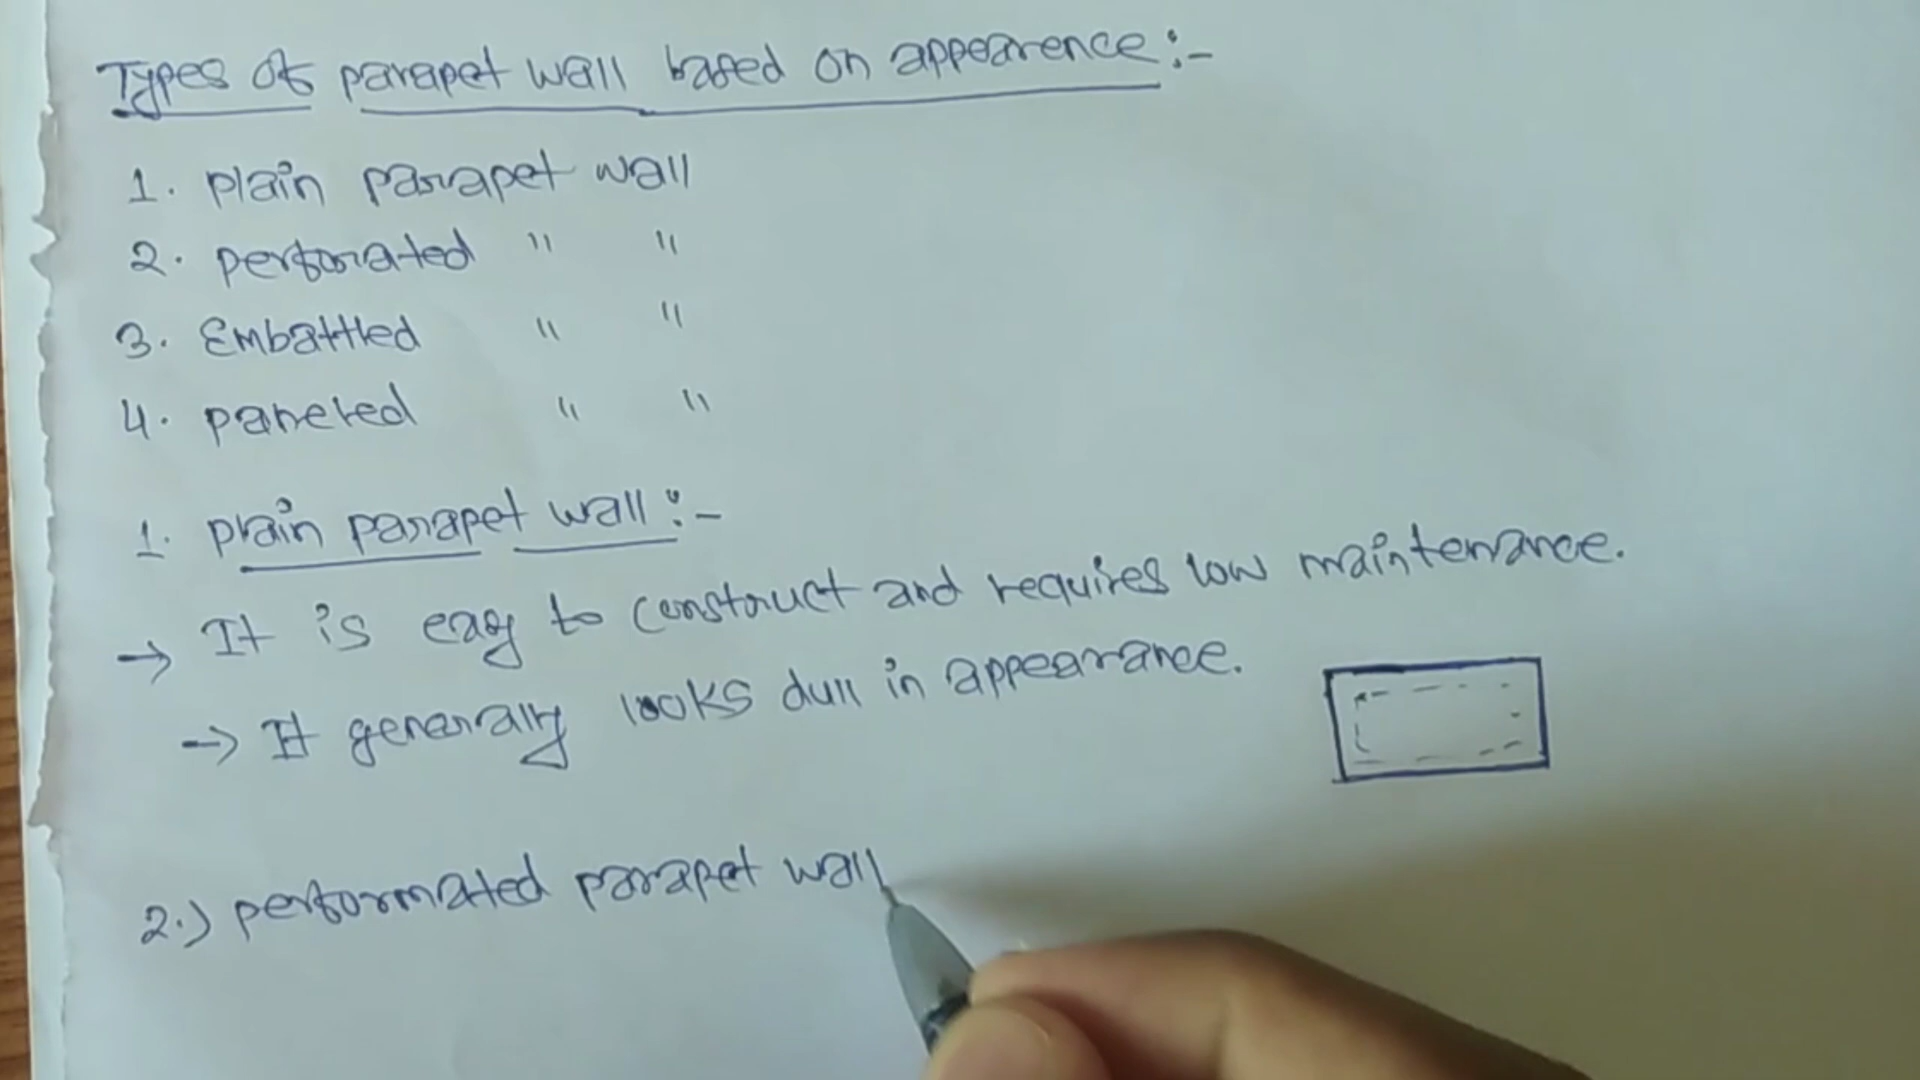 Types of parapet wall based on appearence :-
1. plain parapet wall
2. perforated " "
3. Embattled " "
4. paneled " "
1. plain parapet wall :-
→ It is easy to construct and requires low maintenance.
→ It generally looks dull in appearance.
2.) performated parapet wall